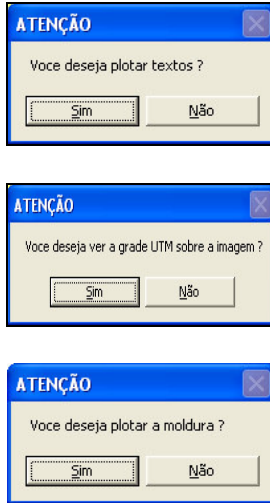 ATENÇÃO
Voce deseja plotar textos ?
Sim Não
ATENÇÃO
Voce deseja ver a grade UTM sobre a imagem ?
Sim Não
ATENÇÃO
Voce deseja plotar a moldura ?
Sim Não